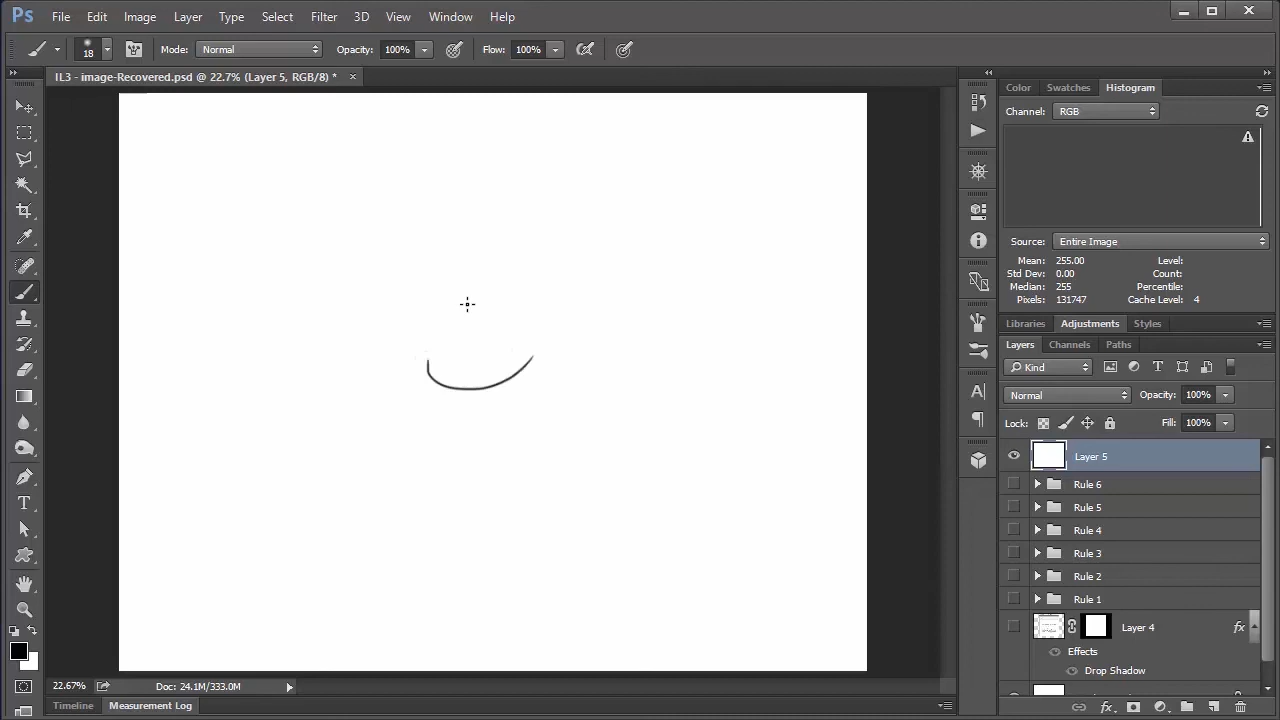 Ps File Edit Image Layer Type Select Filter 3D View Window Help
18 Mode: Normal Opacity: 100% Flow: 100%
IL3 - image-Recovered.psd @ 22.7% (Layer 5, RGB/8) *
Color Swatches Histogram
Channel: RGB
Source: Entire Image
Mean: 255.00 Level:
Std Dev: 0.00 Count:
Median: 255 Percentile:
Pixels: 131747 Cache Level: 4
Libraries Adjustments Styles
Layers Channels Paths
Kind
Normal Opacity: 100%
Lock: Fill: 100%
Layer 5
Rule 6
Rule 5
Rule 4
Rule 3
Rule 2
Rule 1
Layer 4 fx
Effects
Drop Shadow
22.67% Doc: 24.1M/333.0M
Timeline Measurement Log